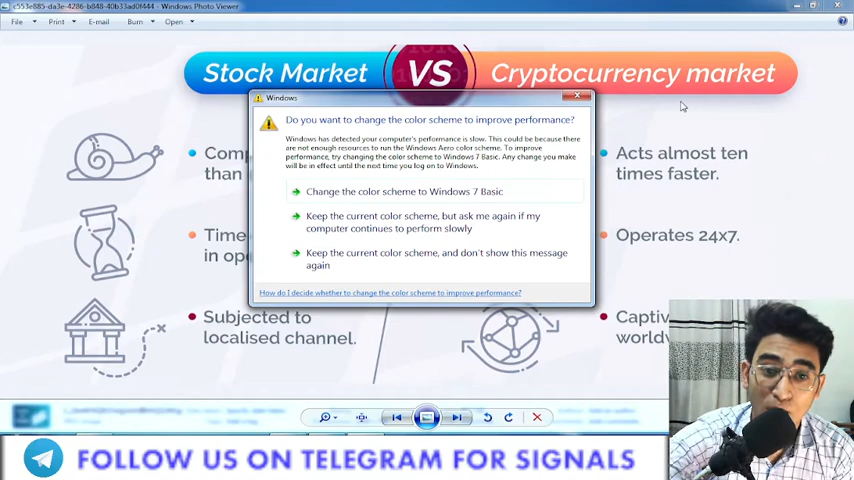 c553e885-da3e-4286-b848-40b33ad0f444 - Windows Photo Viewer
File Print E-mail Burn Open
Stock Market VS Cryptocurrency market
Windows
Do you want to change the color scheme to improve performance?
Windows has detected your computer's performance is slow. This could be because there
are not enough resources to run the Windows Aero color scheme. To improve
performance, try changing the color scheme to Windows 7 Basic. Any change you make
will be in effect until the next time you log on to Windows.
Change the color scheme to Windows 7 Basic
Keep the current color scheme, but ask me again if my
computer continues to perform slowly
Keep the current color scheme, and don't show this message
again
How do I decide whether to change the color scheme to improve performance?
Com
than
Acts almost ten
times faster.
Time
in op
Operates 24x7.
Subjected to
localised channel.
Captiv
worldw
FOLLOW US ON TELEGRAM FOR SIGNALS